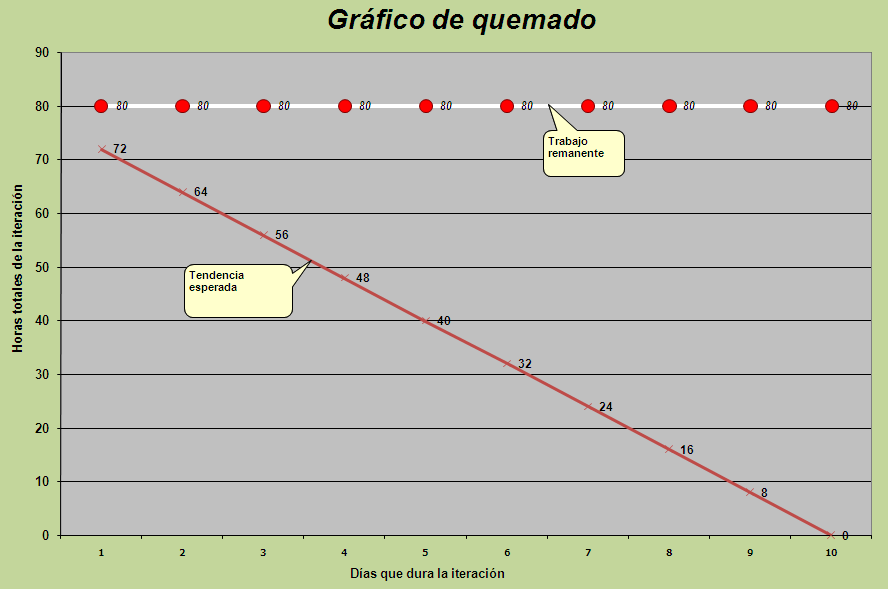 Gráfico de quemado
Horas totales de la iteración
90
80
70
60
50
40
30
20
10
0
80 80 80 80 80 80 80 80 80 80
Trabajo
remanente
72
64
56
Tendencia
esperada
48
40
32
24
16
8
0
1 2 3 4 5 6 7 8 9 10
Días que dura la iteración